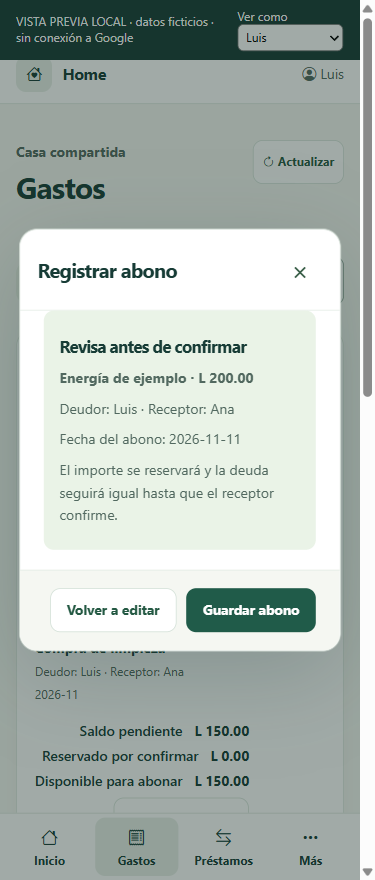 VISTA PREVIA LOCAL · datos ficticios ·
sin conexión a Google
Ver como
Luis
Home
Luis
Casa compartida
Gastos
Actualizar
Registrar abono
Revisa antes de confirmar
Energía de ejemplo · L 200.00
Deudor: Luis · Receptor: Ana
Fecha del abono: 2026-11-11
El importe se reservará y la deuda
seguirá igual hasta que el receptor
confirme.
Volver a editar
Guardar abono
Compra de limpieza
Deudor: Luis · Receptor: Ana
2026-11
Saldo pendiente L 150.00
Reservado por confirmar L 0.00
Disponible para abonar L 150.00
Inicio
Gastos
Préstamos
Más